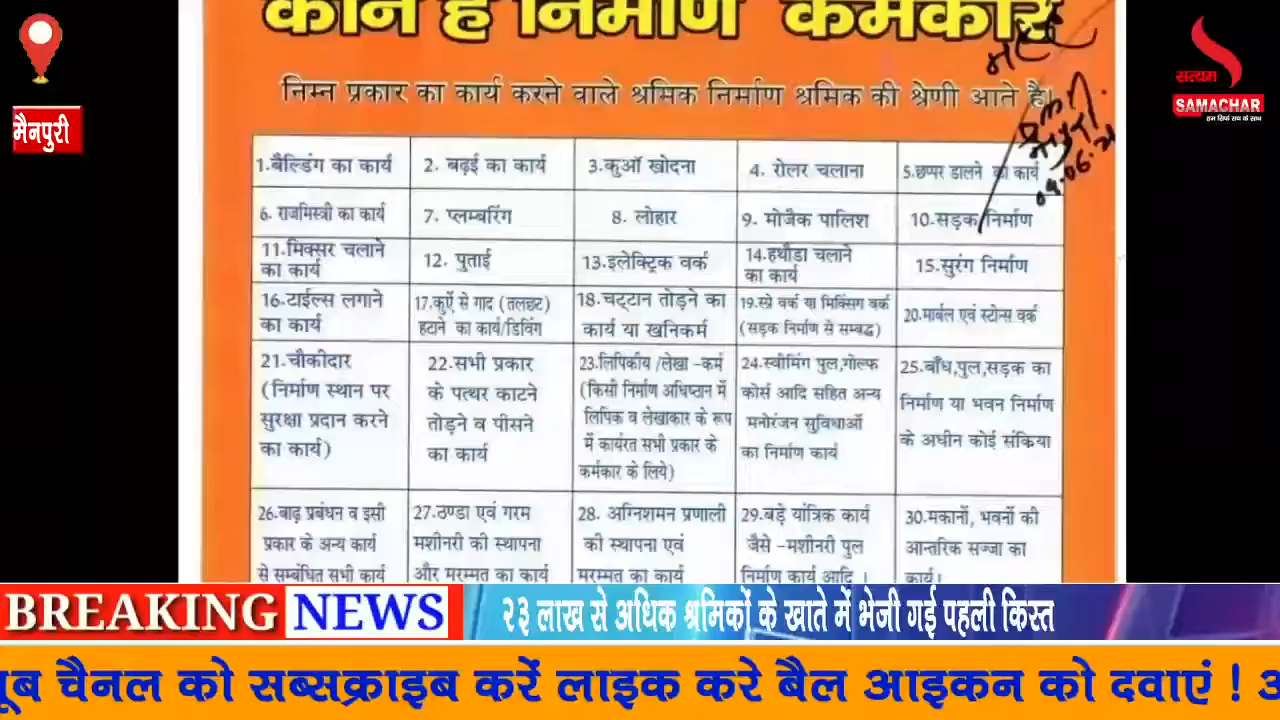 कौन है निर्माण कर्मकार
निम्न प्रकार का कार्य करने वाले श्रमिक निर्माण श्रमिक की श्रेणी आते है।
मैनपुरी
सत्यम
SAMACHAR
हम सिर्फ सच के साथ
1.बैल्डिंग का कार्य
2. बढ़ई का कार्य
3.कुऑ खोदना
4. रोलर चलाना
5.छप्पर डालने का कार्य
6. राजमिस्त्री का कार्य
7. प्लम्बरिंग
8. लोहार
9. मोजैक पालिश
10.सड़क निर्माण
11.मिक्सर चलाने
का कार्य
12. पुताई
13.इलेक्ट्रिक वर्क
14.हथौडा चलाने
का कार्य
15.सुरंग निर्माण
16.टाईल्स लगाने
का कार्य
17.कुऐं से गाद (तलछट)
हटाने का कार्य/डिविंग
18.चट्टान तोड़ने का
कार्य या खनिकर्म
19.स्प्रे वर्क या मिक्सिंग वर्क
(सड़क निर्माण से सम्बद्ध)
20.मार्बल एवं स्टोन्स वर्क
21.चौकीदार
(निर्माण स्थान पर
सुरक्षा प्रदान करने
का कार्य)
22.सभी प्रकार
के पत्थर काटने
तोड़ने व पीसने
का कार्य
23.लिपिकीय /लेखा -कर्म
(किसी निर्माण अधिष्ठान में
लिपिक व लेखाकार के रूप
में कार्यरत सभी प्रकार के
कर्मकार के लिये)
24.स्वीमिंग पुल,गोल्फ
कोर्स आदि सहित अन्य
मनोरंजन सुविधाओं
का निर्माण कार्य
25.बाँध,पुल,सड़क का
निर्माण या भवन निर्माण
के अधीन कोई संकिया
26.बाढ़ प्रबंधन व इसी
प्रकार के अन्य कार्य
से सम्बंधित सभी कार्य
27.ठण्डा एवं गरम
मशीनरी की स्थापना
और मरम्मत का कार्य
28. अग्निशमन प्रणाली
की स्थापना एवं
मरम्मत का कार्य
29.बड़े यांत्रिक कार्य
जैसे -मशीनरी पुल
निर्माण कार्य आदि ।
30.मकानों, भवनों की
आन्तरिक सज्जा का
कार्य।
BREAKING NEWS
२३ लाख से अधिक श्रमिकों के खाते में भेजी गई पहली किस्त
यूब चैनल को सब्सक्राइब करें लाइक करे बैल आइकन को दवाएं !